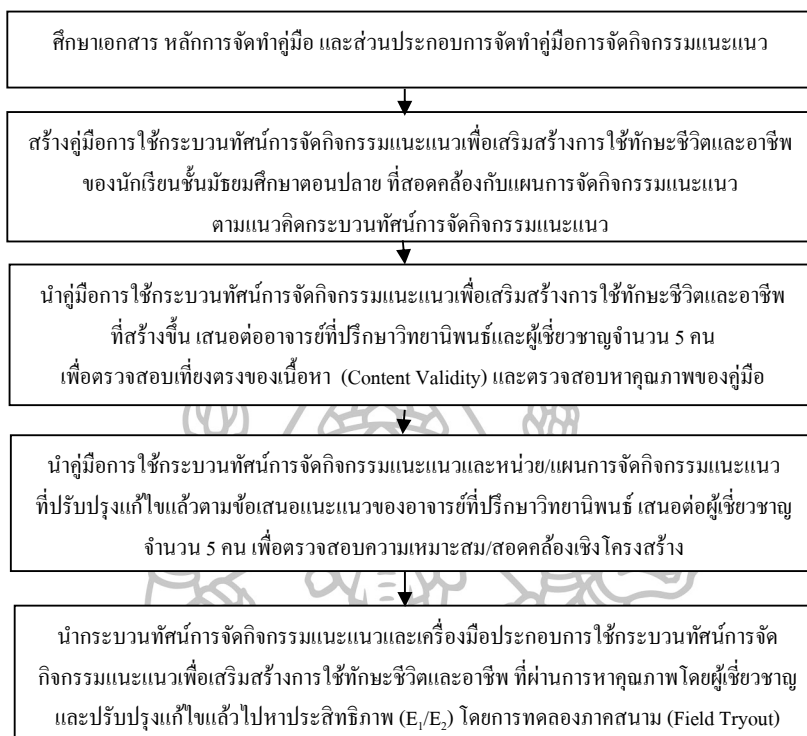 ศึกษาเอกสาร หลักการจัดทำคู่มือ และส่วนประกอบการจัดทำคู่มือการจัดกิจกรรมแนะแนว
สร้างคู่มือการใช้กระบวนทัศน์การจัดกิจกรรมแนะแนวเพื่อเสริมสร้างการใช้ทักษะชีวิตและอาชีพ
ของนักเรียนชั้นมัธยมศึกษาตอนปลาย ที่สอดคล้องกับแผนการจัดกิจกรรมแนะแนว
ตามแนวคิดกระบวนทัศน์การจัดกิจกรรมแนะแนว
นำคู่มือการใช้กระบวนทัศน์การจัดกิจกรรมแนะแนวเพื่อเสริมสร้างการใช้ทักษะชีวิตและอาชีพ
ที่สร้างขึ้น เสนอต่ออาจารย์ที่ปรึกษาวิทยานิพนธ์และผู้เชี่ยวชาญจำนวน 5 คน
เพื่อตรวจสอบเที่ยงตรงของเนื้อหา (Content Validity) และตรวจสอบหาคุณภาพของคู่มือ
นำคู่มือการใช้กระบวนทัศน์การจัดกิจกรรมแนะแนวและหน่วย/แผนการจัดกิจกรรมแนะแนว
ที่ปรับปรุงแก้ไขแล้วตามข้อเสนอแนะแนวของอาจารย์ที่ปรึกษาวิทยานิพนธ์ เสนอต่อผู้เชี่ยวชาญ
จำนวน 5 คน เพื่อตรวจสอบความเหมาะสม/สอดคล้องเชิงโครงสร้าง
นำกระบวนทัศน์การจัดกิจกรรมแนะแนวและเครื่องมือประกอบการใช้กระบวนทัศน์การจัด
กิจกรรมแนะแนวเพื่อเสริมสร้างการใช้ทักษะชีวิตและอาชีพ ที่ผ่านการหาคุณภาพโดยผู้เชี่ยวชาญ
และปรับปรุงแก้ไขแล้วไปหาประสิทธิภาพ (E₁/E₂) โดยการทดลองภาคสนาม (Field Tryout)